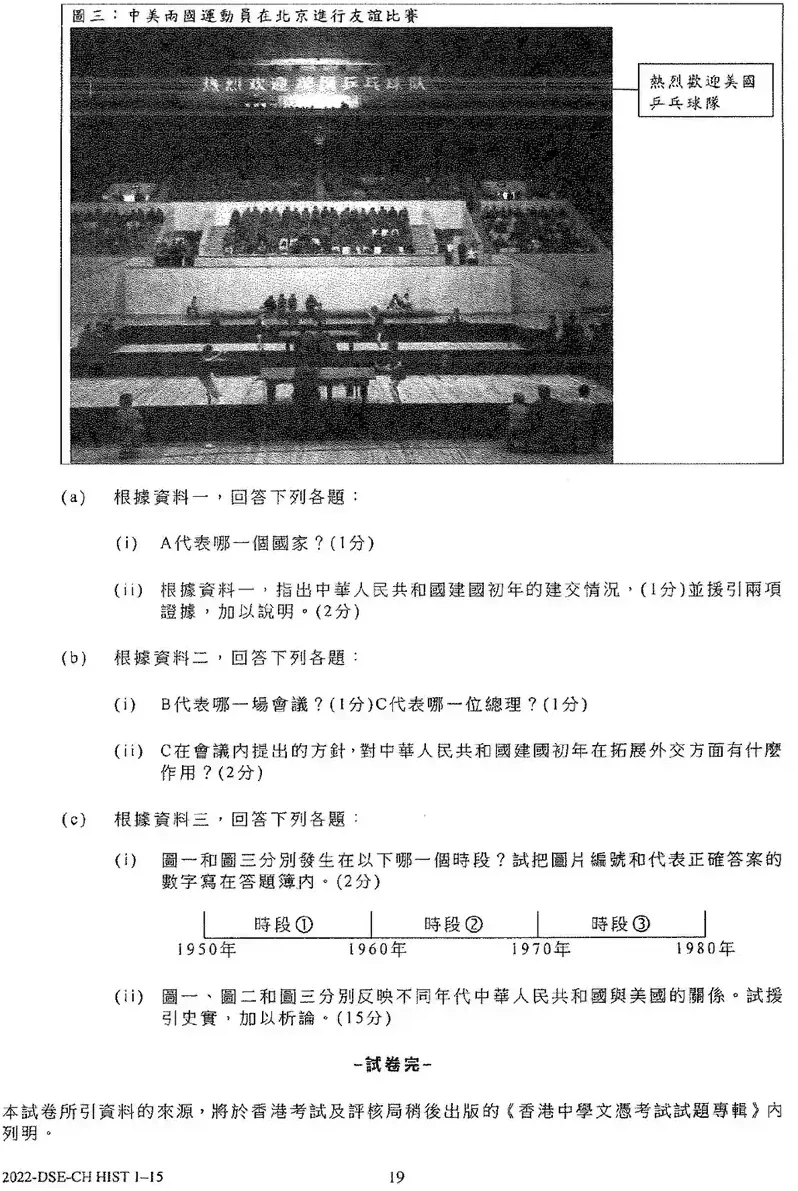 圖三：中美兩國運動員在北京進行友誼比賽
熱烈欢迎美國乒乓球队
熱烈歡迎美國
乒乓球隊
(a) 根據資料一，回答下列各題：
(i) A代表哪一個國家？(1分)
(ii) 根據資料一，指出中華人民共和國建國初年的建交情況，(1分)並援引兩項
證據，加以說明。(2分)
(b) 根據資料二，回答下列各題：
(i) B代表哪一場會議？(1分)C代表哪一位總理？(1分)
(ii) C在會議內提出的方針，對中華人民共和國建國初年在拓展外交方面有什麼
作用？(2分)
(c) 根據資料三，回答下列各題：
(i) 圖一和圖三分別發生在以下哪一個時段？試把圖片編號和代表正確答案的
數字寫在答題簿內。(2分)
時段① 時段② 時段③
1950年 1960年 1970年 1980年
(ii) 圖一、圖二和圖三分別反映不同年代中華人民共和國與美國的關係。試援
引史實，加以析論。(15分)
-試卷完-
本試卷所引資料的來源，將於香港考試及評核局稍後出版的《香港中學文憑考試試題專輯》內
列明。
2022-DSE-CH HIST 1–15 19